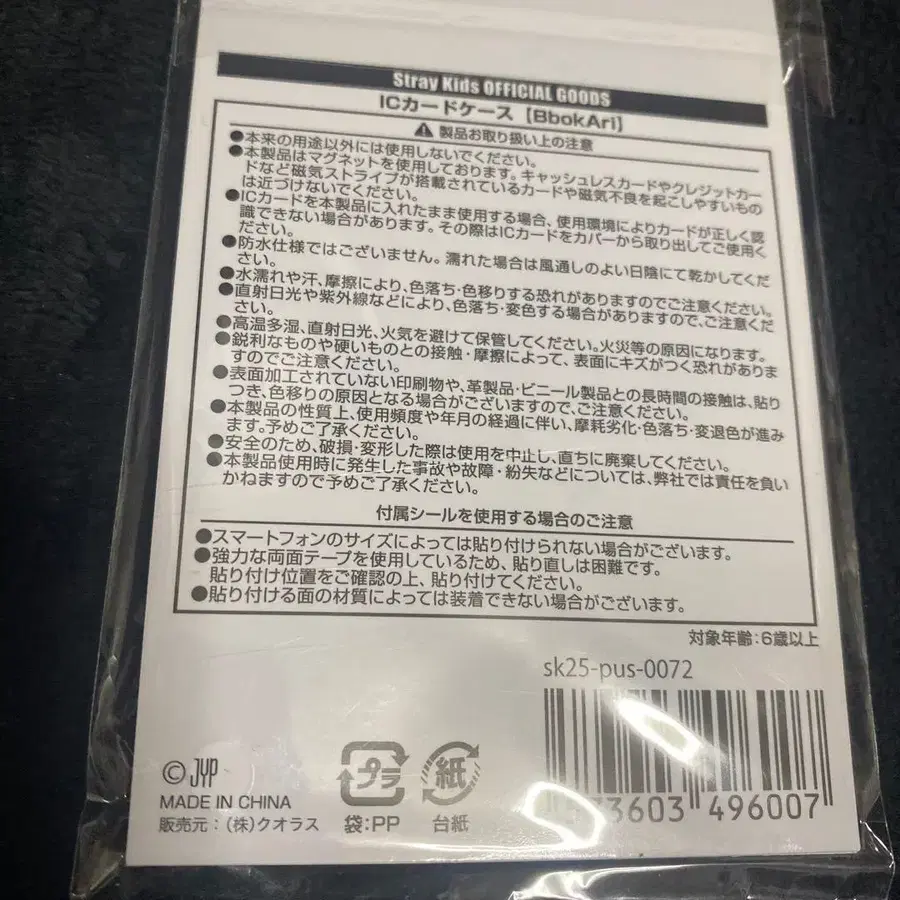 Stray Kids OFFICIAL GOODS
ICカードケース【BbokAri】
⚠製品お取り扱い上の注意
●本来の用途以外には使用しないでください。
●本製品はマグネットを使用しております。キャッシュレスカードやクレジットカー
ドなど磁気ストライプが搭載されているカードや磁気不良を起こしやすいもの
は近づけないでください。
●ICカードを本製品に入れたまま使用する場合、使用環境によりカードが正しく認
識できない場合があります。その際はICカードをカバーから取り出してご使用く
ださい。
●防水仕様ではございません。濡れた場合は風通しのよい日陰にて乾かしてくだ
さい。
●水濡れや汗、摩擦により、色落ち・色移りする恐れがありますのでご注意ください。
●直射日光や紫外線などにより、色落ち・変色する場合がありますので、ご注意くだ
さい。
●高温多湿、直射日光、火気を避けて保管してください。火災等の原因になります。
●鋭利なものや硬いものとの接触・摩擦によって、表面にキズがつく恐れがありま
すのでご注意ください。
●表面加工されていない印刷物や、革製品・ビニール製品との長時間の接触は、貼り
つき、色移りの原因となる場合がございますので、ご注意ください。
●本製品の性質上、使用頻度や年月の経過に伴い、摩耗劣化・色落ち・変退色が進み
ます。予めご了承ください。
●安全のため、破損・変形した際は使用を中止し、直ちに廃棄してください。
●本製品使用時に発生した事故や故障・紛失などについては、弊社では責任を負い
かねますので予めご了承ください。
付属シールを使用する場合のご注意
●スマートフォンのサイズによっては貼り付けられない場合がございます。
●強力な両面テープを使用しているため、貼り直しは困難です。
貼り付け位置をご確認の上、貼り付けてください。
●貼り付ける面の材質によっては装着できない場合がございます。
対象年齢：6歳以上
sk25-pus-0072
3603 496007
© JYP
MADE IN CHINA
販売元：（株）クオラス
プラ
袋：PP
紙
台紙